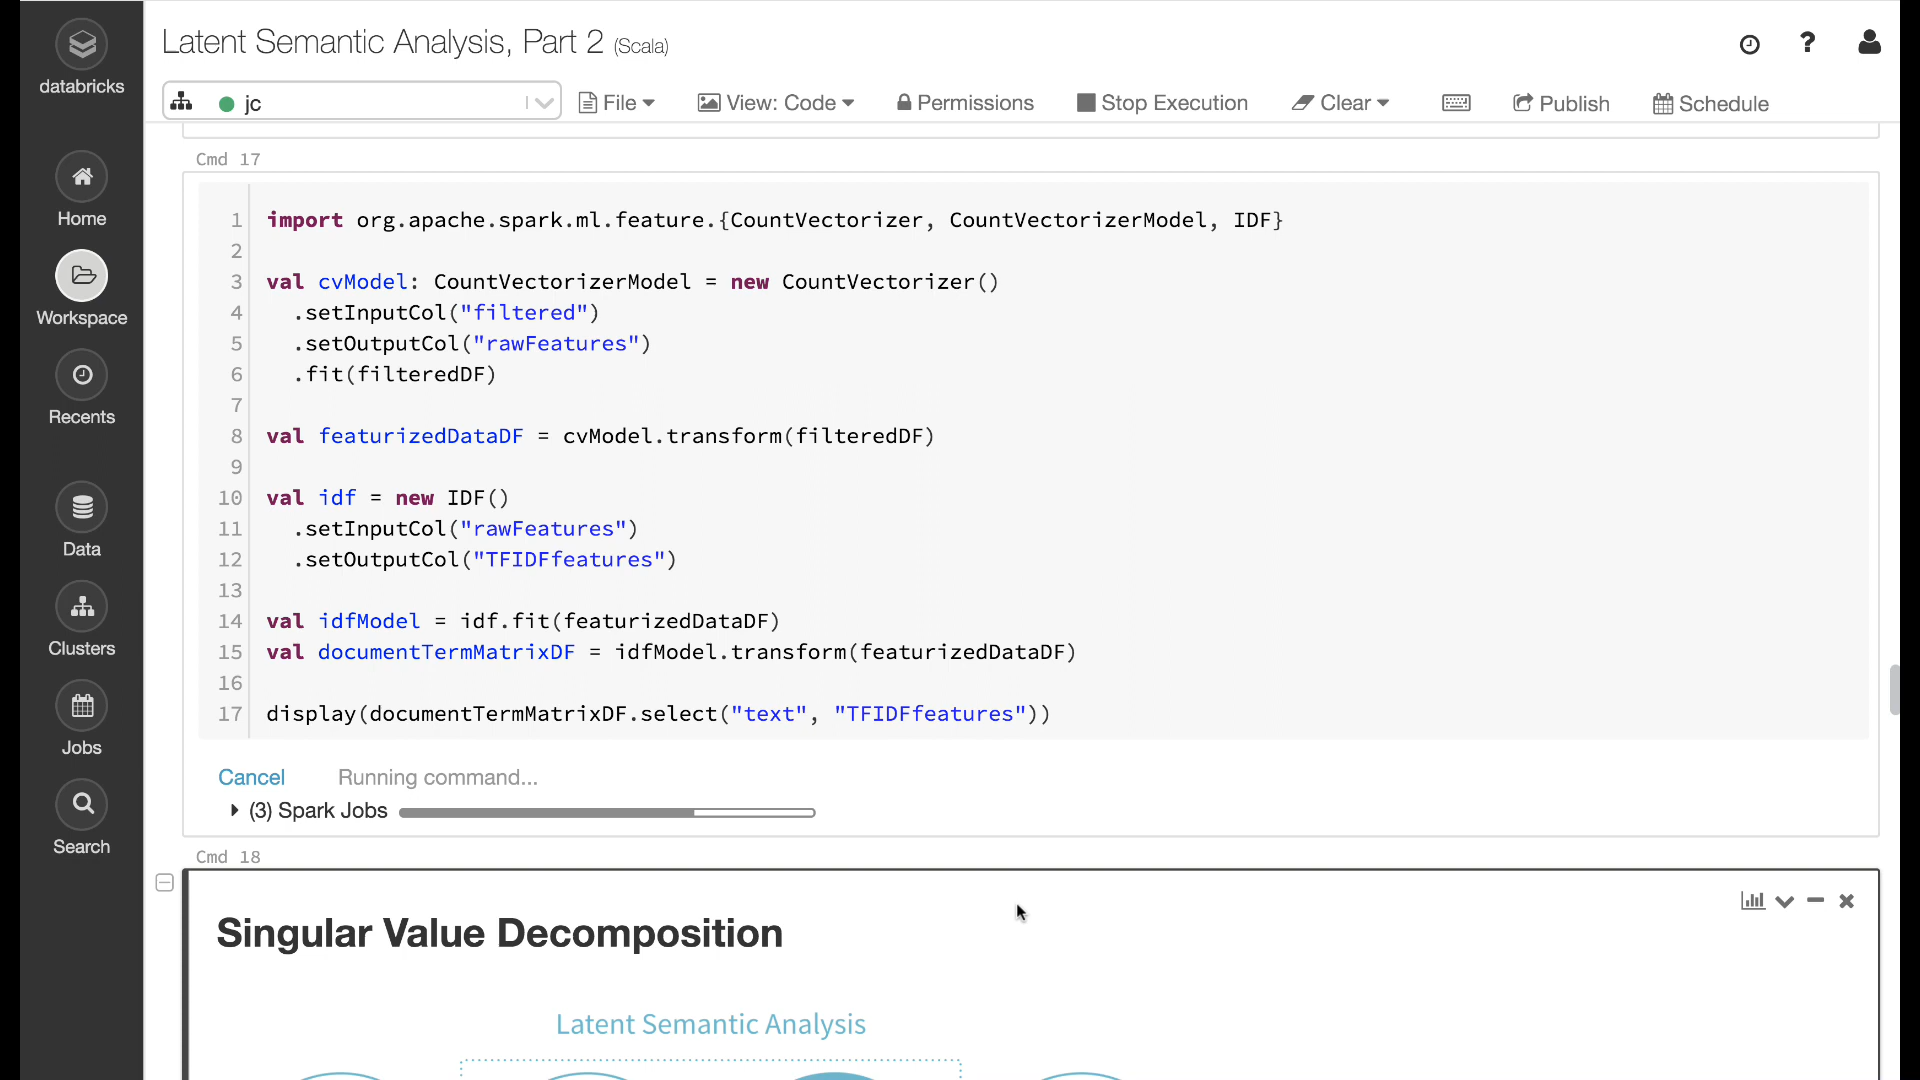 databricks
Home
Workspace
Recents
Data
Clusters
Jobs
Search
Latent Semantic Analysis, Part 2 (Scala)
jc
File
View: Code
Permissions
Stop Execution
Clear
Publish
Schedule
?
Cmd 17
1 import org.apache.spark.ml.feature.{CountVectorizer, CountVectorizerModel, IDF}
2
3 val cvModel: CountVectorizerModel = new CountVectorizer()
4 .setInputCol("filtered")
5 .setOutputCol("rawFeatures")
6 .fit(filteredDF)
7
8 val featurizedDataDF = cvModel.transform(filteredDF)
9
10 val idf = new IDF()
11 .setInputCol("rawFeatures")
12 .setOutputCol("TFIDFfeatures")
13
14 val idfModel = idf.fit(featurizedDataDF)
15 val documentTermMatrixDF = idfModel.transform(featurizedDataDF)
16
17 display(documentTermMatrixDF.select("text", "TFIDFfeatures"))
Cancel Running command...
(3) Spark Jobs
Cmd 18
Singular Value Decomposition
Latent Semantic Analysis